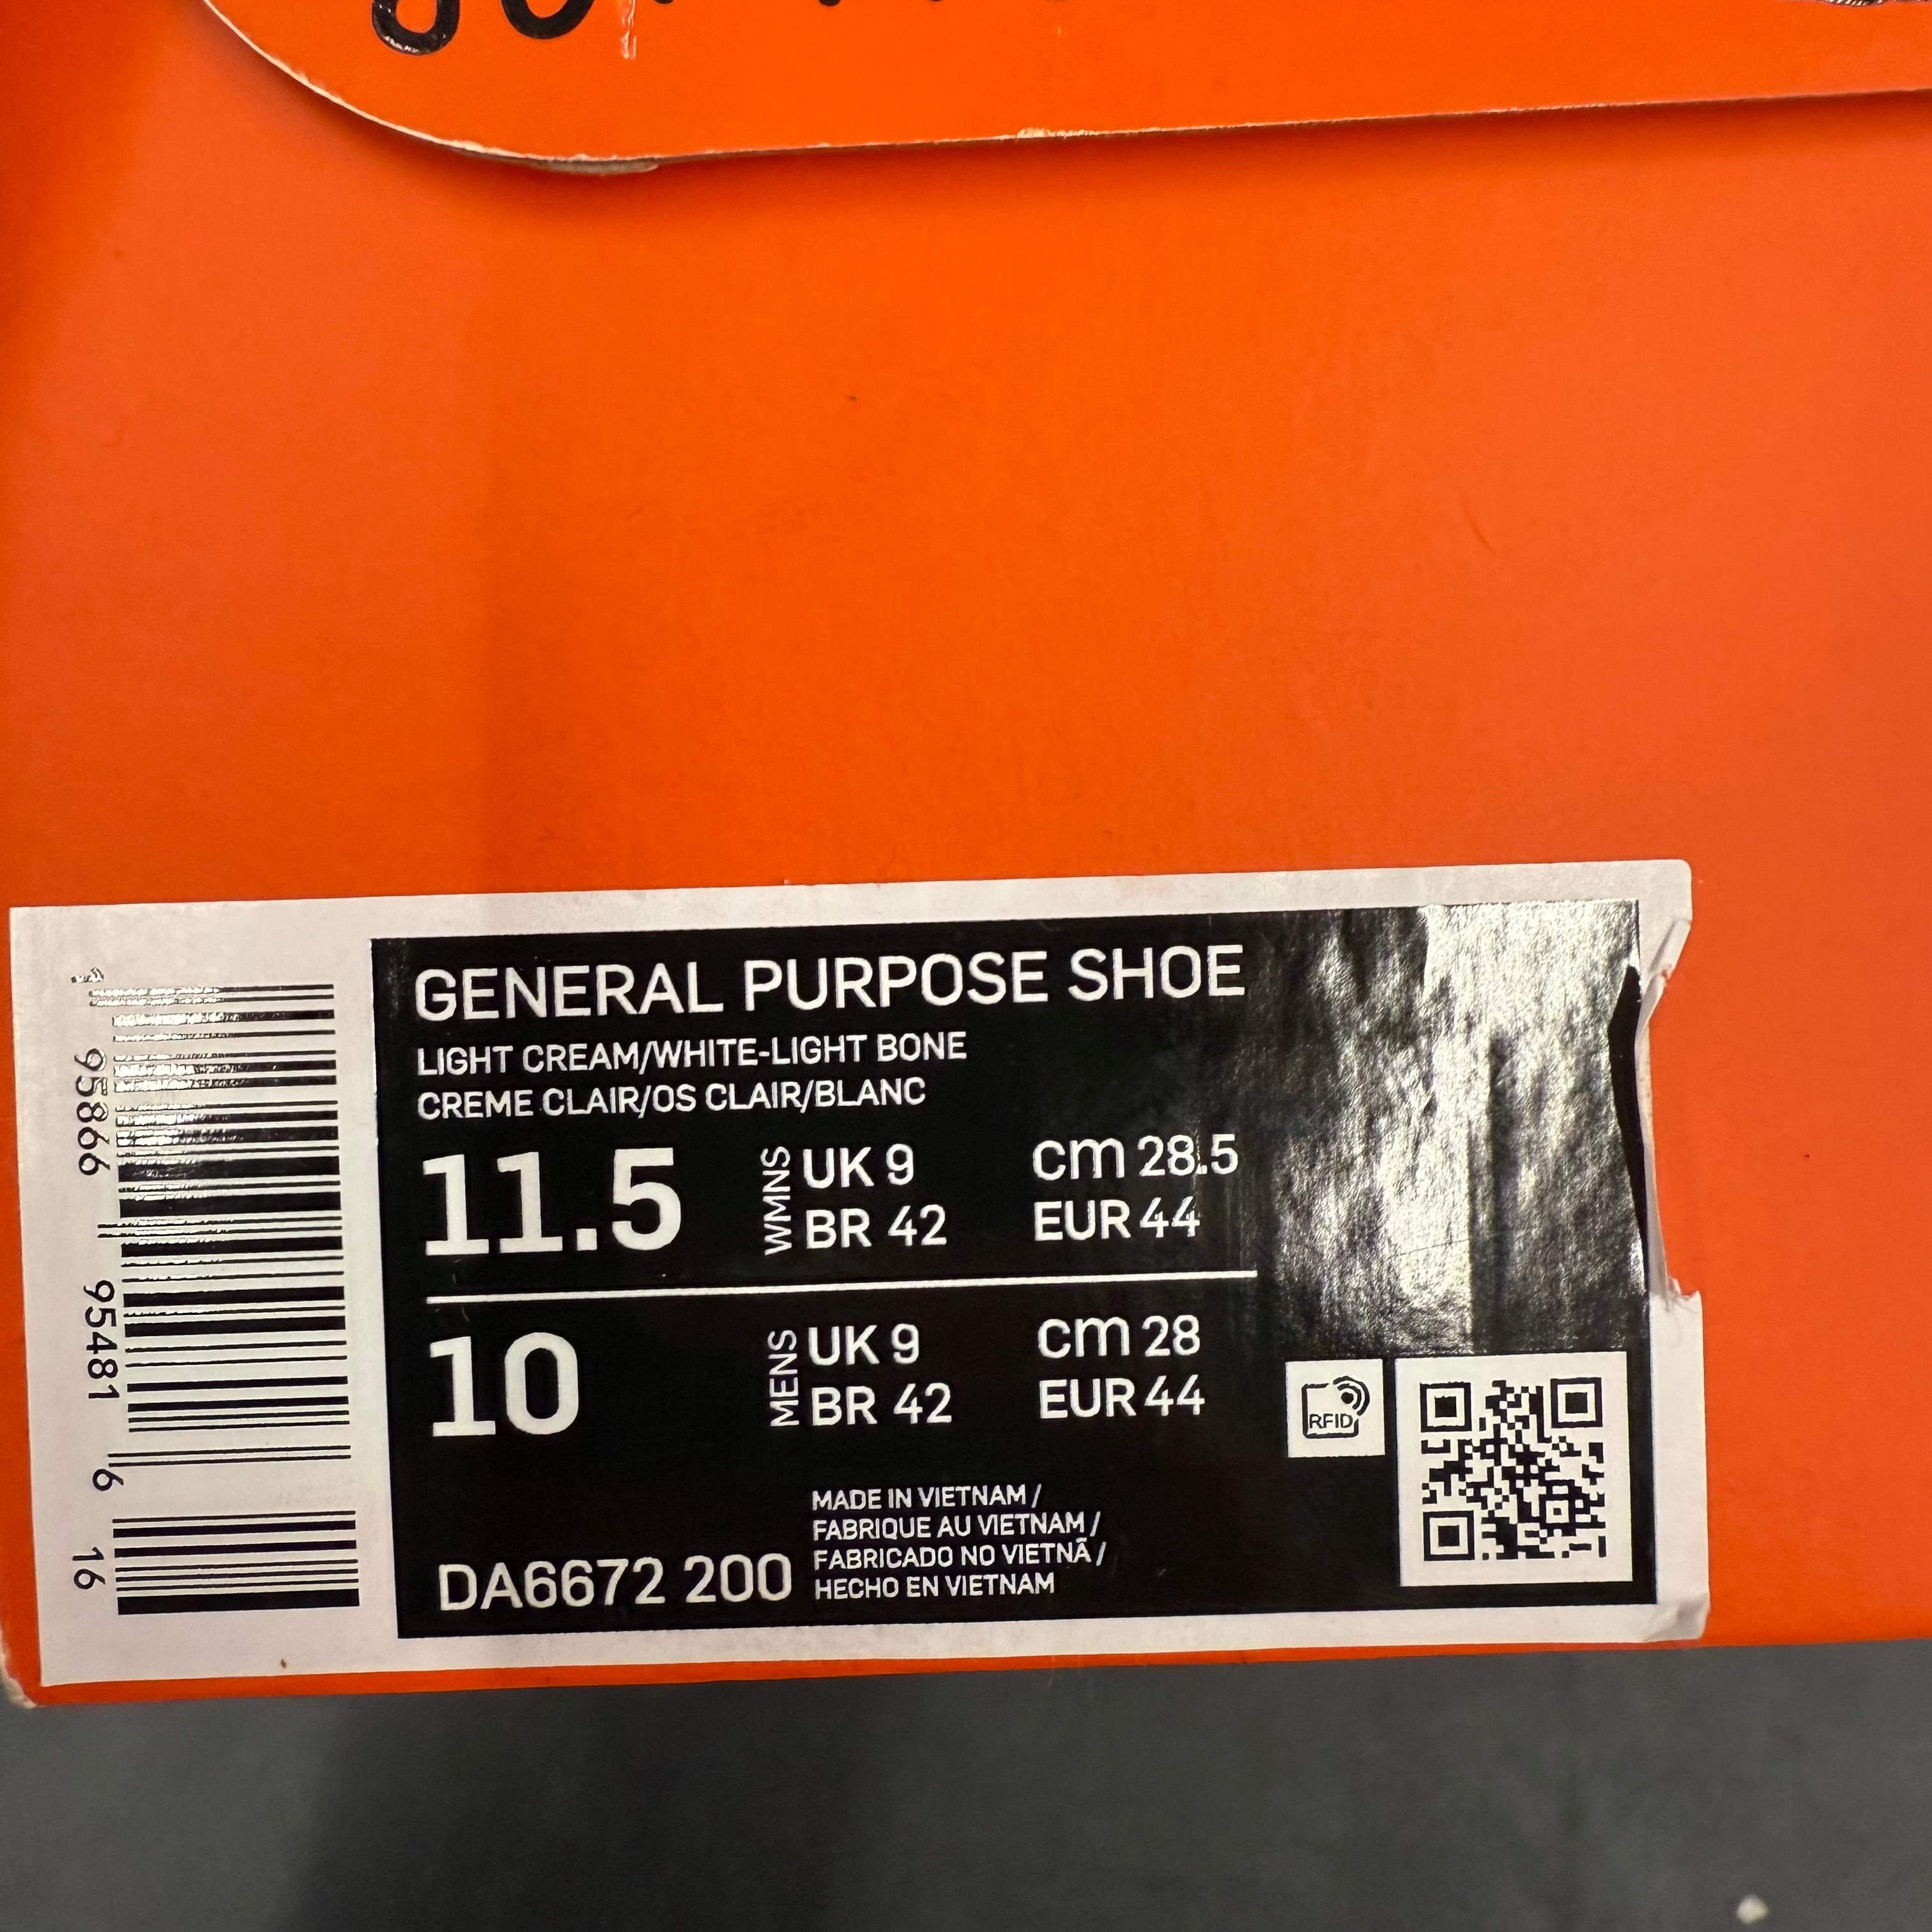 GENERAL PURPOSE SHOE
LIGHT CREAM/WHITE-LIGHT BONE
CREME CLAIR/OS CLAIR/BLANC
11.5 WMNS UK 9 cm 28.5
BR 42 EUR 44
10 MENS UK 9 cm 28
BR 42 EUR 44
RFID
MADE IN VIETNAM /
FABRIQUE AU VIETNAM /
FABRICADO NO VIETNÃ /
HECHO EN VIETNAM
DA6672 200
1 95866 95481 6 16